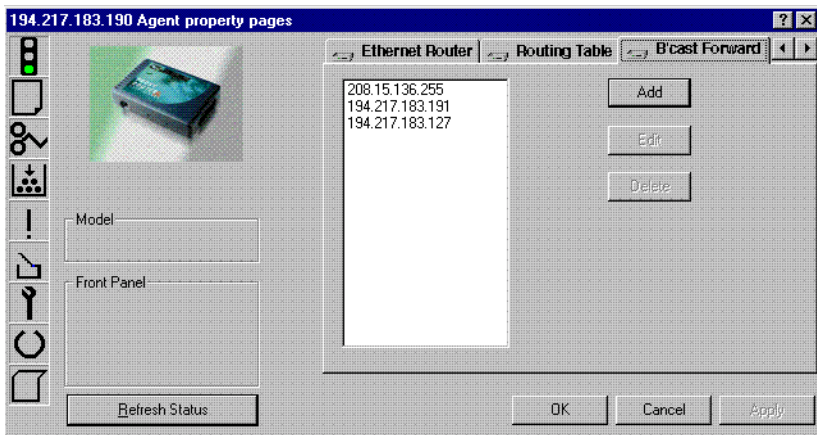 194.217.183.190 Agent property pages
Ethernet Router
Routing Table
B'cast Forward
208.15.136.255
194.217.183.191
194.217.183.127
Add
Edit
Delete
Model
Front Panel
Refresh Status
OK
Cancel
Apply